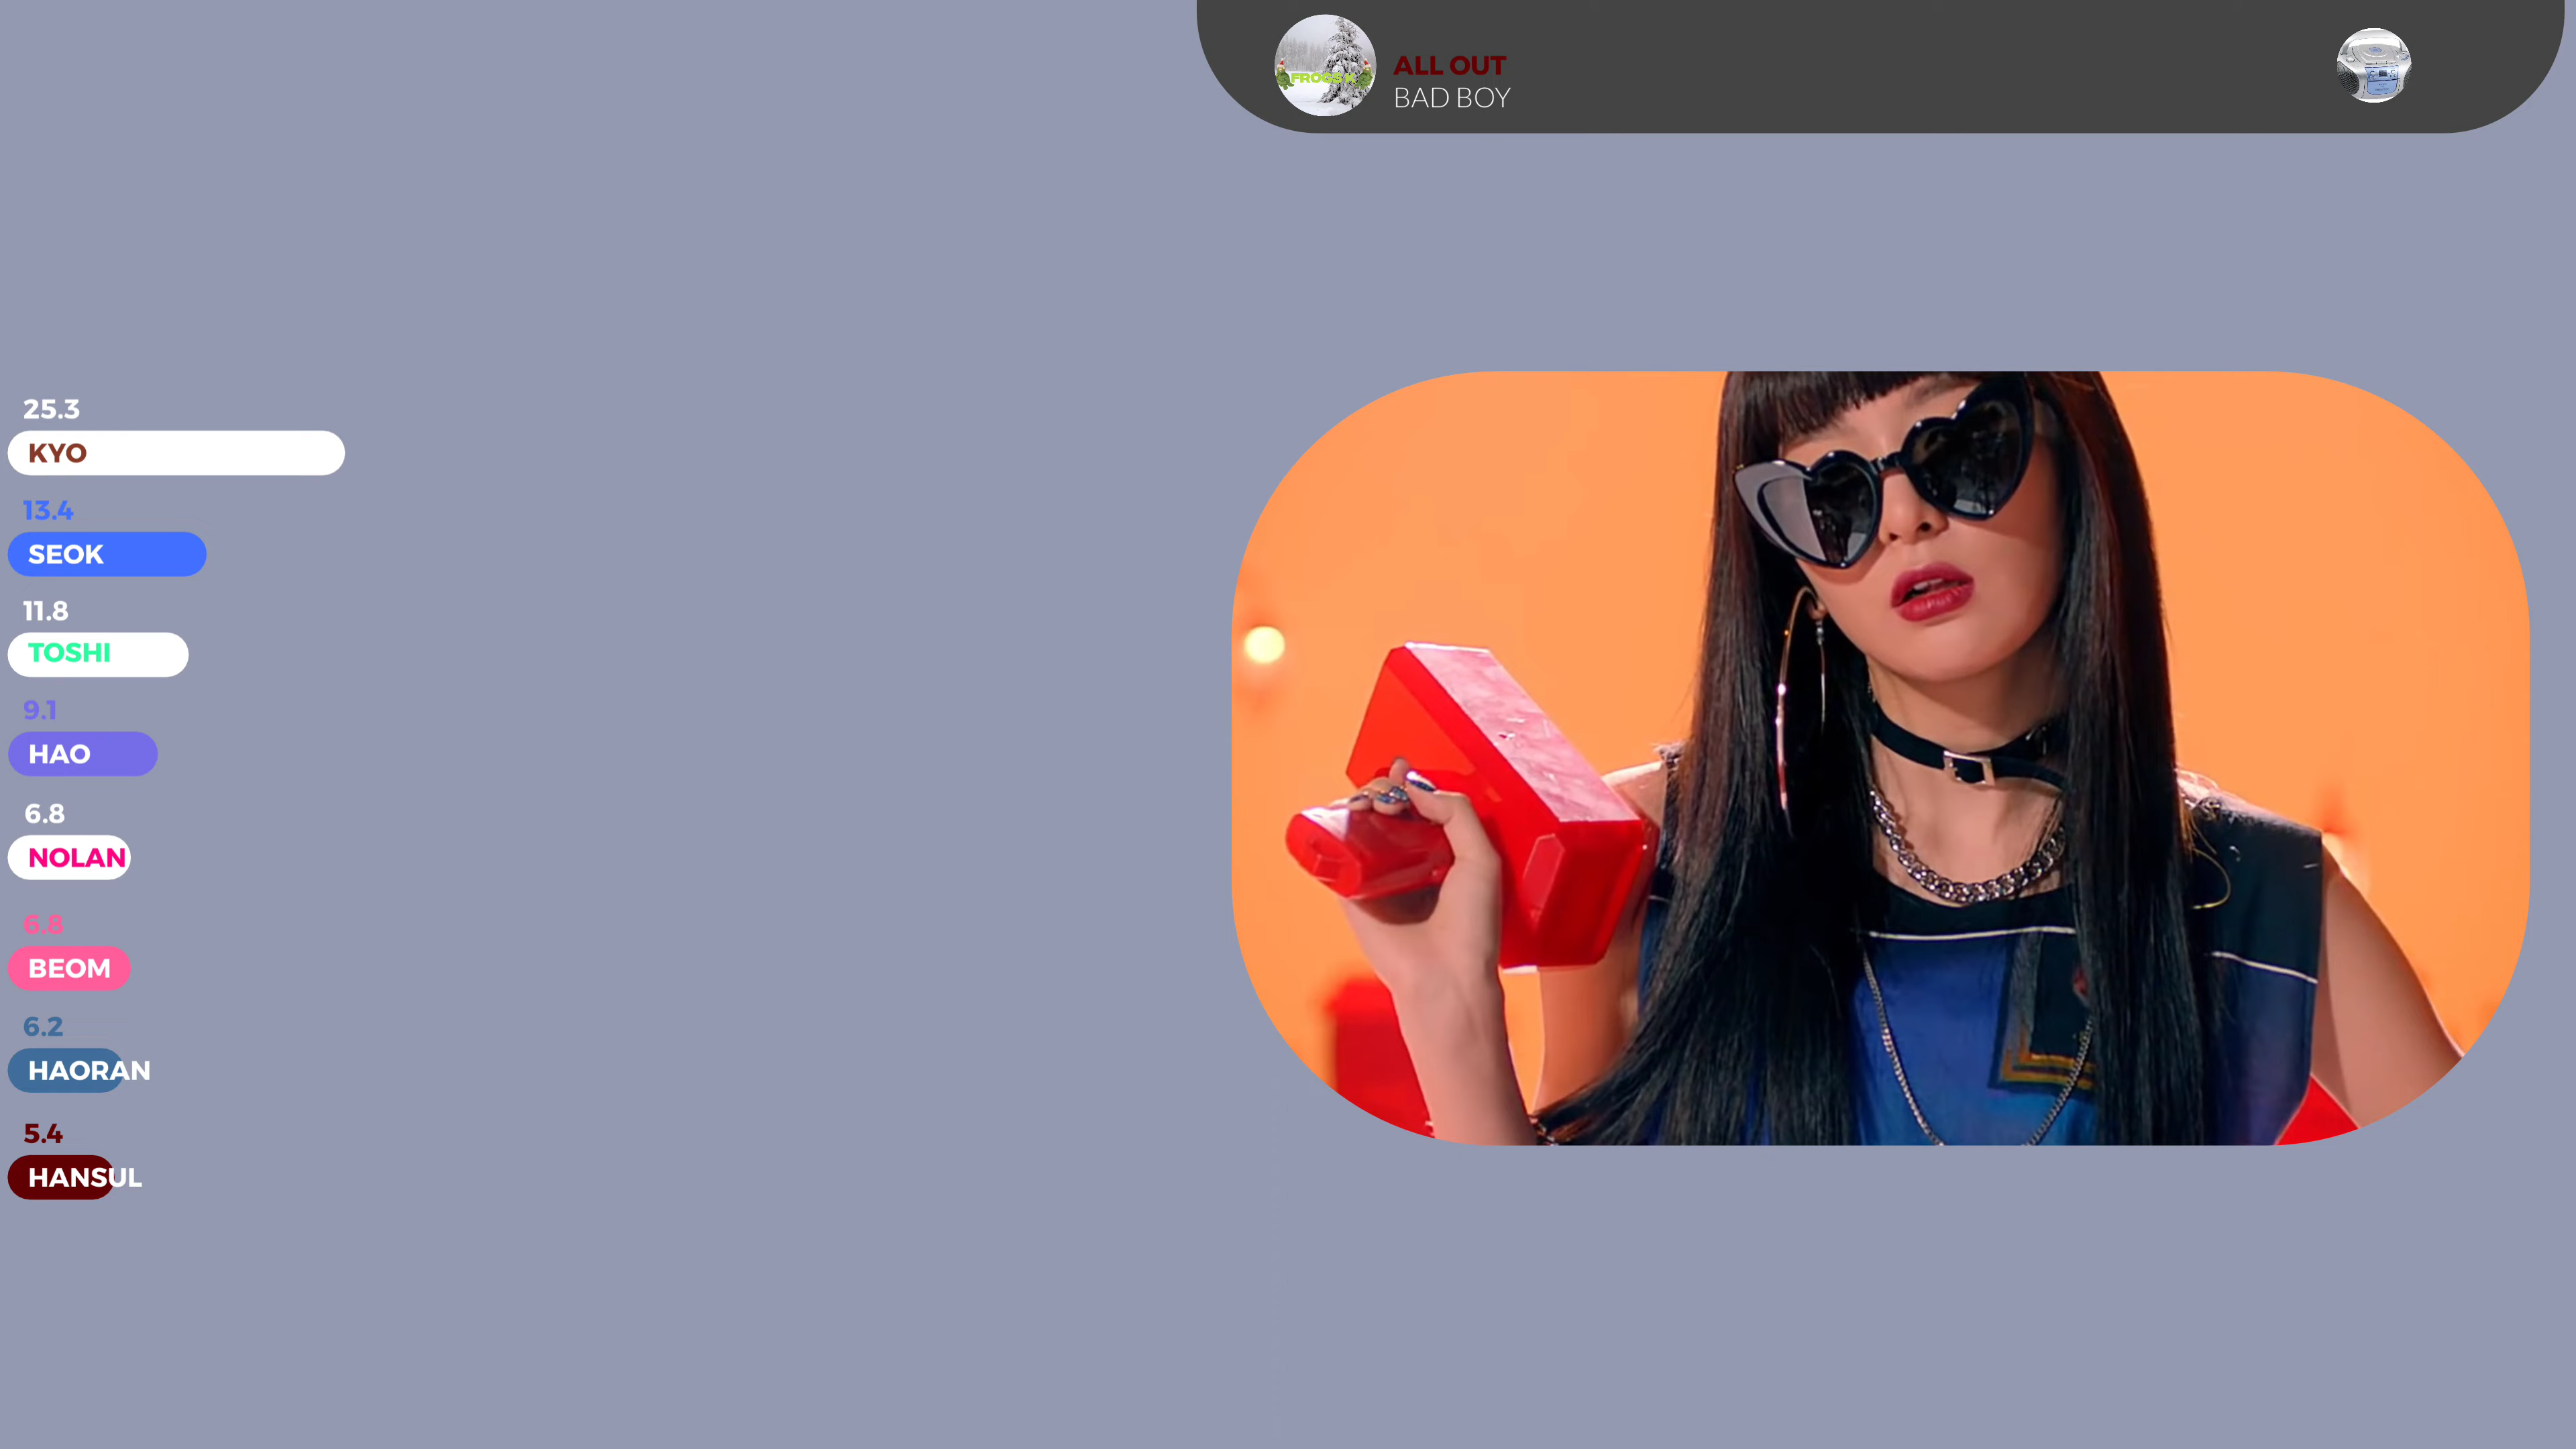 FROGS K
ALL OUT
BAD BOY
25.3
KYO
13.4
SEOK
11.8
TOSHI
9.1
HAO
6.8
NOLAN
6.8
BEOM
6.2
HAORAN
5.4
HANSUL